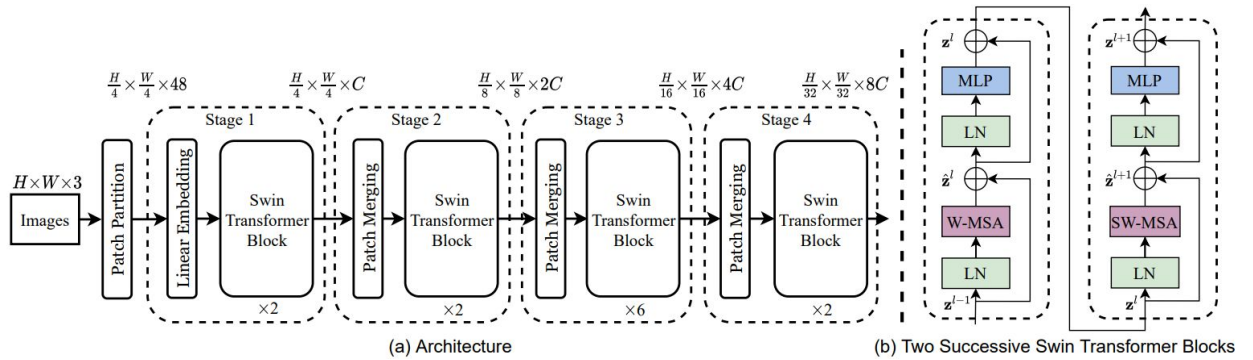 H/4 × W/4 × 48
H/4 × W/4 × C
H/8 × W/8 × 2C
H/16 × W/16 × 4C
H/32 × W/32 × 8C
Stage 1
Stage 2
Stage 3
Stage 4
H×W×3
Images
Patch Partition
Linear Embedding
Swin
Transformer
Block
×2
Patch Merging
Swin
Transformer
Block
×2
Patch Merging
Swin
Transformer
Block
×6
Patch Merging
Swin
Transformer
Block
×2
(a) Architecture
z^l
MLP
LN
ẑ^l
W-MSA
LN
z^{l-1}
z^{l+1}
MLP
LN
ẑ^{l+1}
SW-MSA
LN
z^l
(b) Two Successive Swin Transformer Blocks